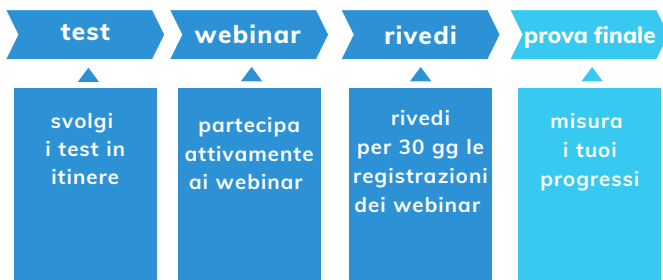 test
webinar
rivedi
prova finale
svolgi
i test in
itinere
partecipa
attivamente
ai webinar
rivedi
per 30 gg le
registrazioni
dei webinar
misura
i tuoi
progressi